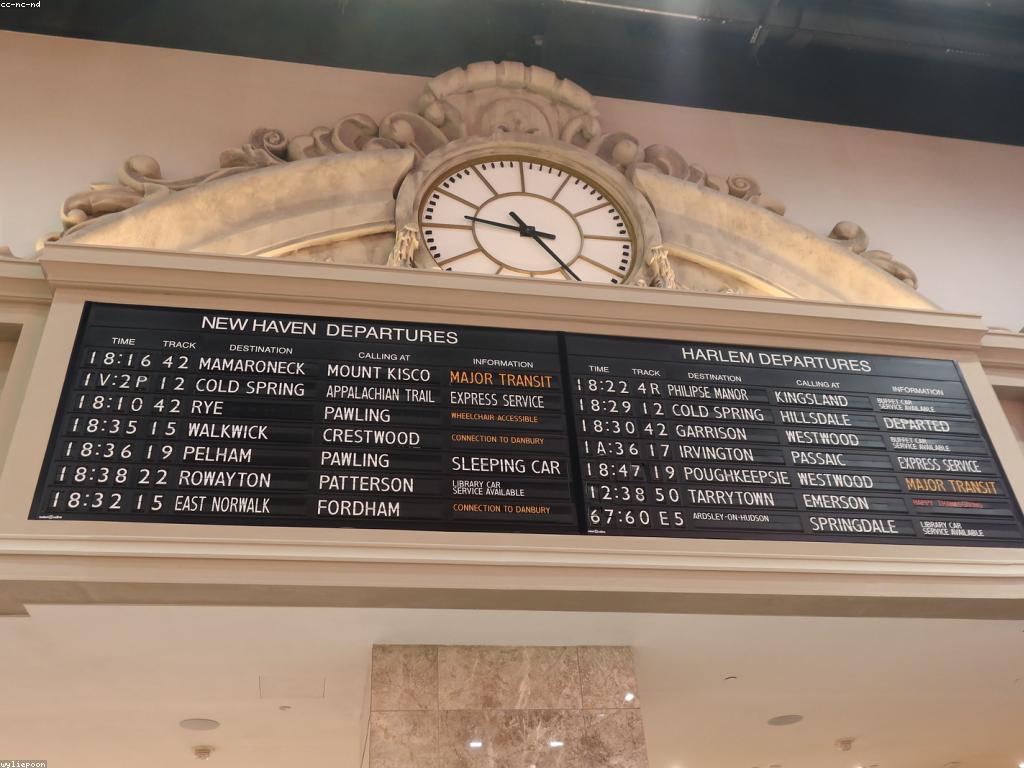 cc-nc-nd
NEW HAVEN DEPARTURES
TIME TRACK DESTINATION CALLING AT INFORMATION
18:16 42 MAMARONECK MOUNT KISCO MAJOR TRANSIT
1V:2P 12 COLD SPRING APPALACHIAN TRAIL EXPRESS SERVICE
18:10 42 RYE PAWLING WHEELCHAIR ACCESSIBLE
18:35 15 WALKWICK CRESTWOOD CONNECTION TO DANBURY
18:36 19 PELHAM PAWLING SLEEPING CAR
18:38 22 ROWAYTON PATTERSON LIBRARY CAR SERVICE AVAILABLE
18:32 15 EAST NORWALK FORDHAM CONNECTION TO DANBURY
HARLEM DEPARTURES
TIME TRACK DESTINATION CALLING AT INFORMATION
18:22 4R PHILIPSE MANOR KINGSLAND BUFFET CAR SERVICE AVAILABLE
18:29 12 COLD SPRING HILLSDALE DEPARTED
18:30 42 GARRISON WESTWOOD BUFFET CAR SERVICE AVAILABLE
1A:36 17 IRVINGTON PASSAIC EXPRESS SERVICE
18:47 19 POUGHKEEPSIE WESTWOOD MAJOR TRANSIT
12:38 50 TARRYTOWN EMERSON HAPPY THANKSGIVING
67:60 E5 ARDSLEY-ON-HUDSON SPRINGDALE LIBRARY CAR SERVICE AVAILABLE
wyliepoon